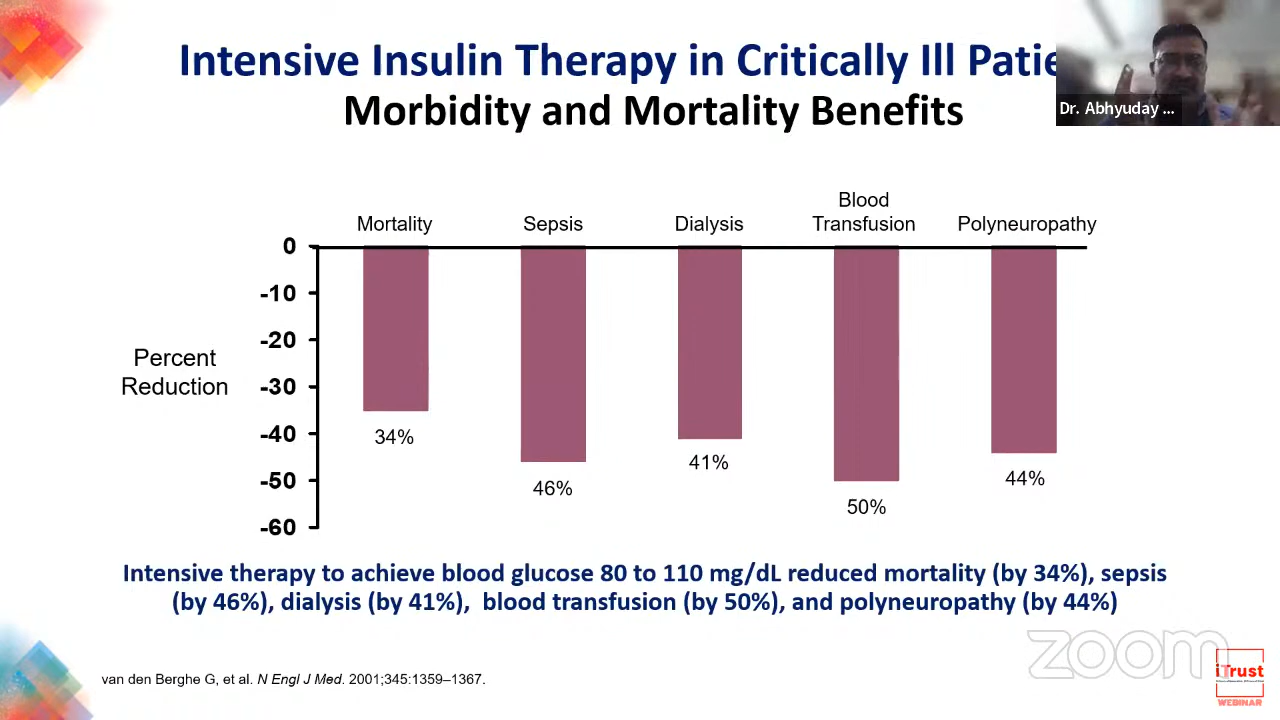 Intensive Insulin Therapy in Critically Ill Patie
Morbidity and Mortality Benefits
Dr. Abhyuday ...
Mortality
Sepsis
Dialysis
Blood
Transfusion
Polyneuropathy
0
-10
-20
-30
-40
-50
-60
Percent
Reduction
34%
46%
41%
50%
44%
Intensive therapy to achieve blood glucose 80 to 110 mg/dL reduced mortality (by 34%), sepsis
(by 46%), dialysis (by 41%), blood transfusion (by 50%), and polyneuropathy (by 44%)
van den Berghe G, et al. N Engl J Med. 2001;345:1359–1367.
zoom
iTrust
WEBINAR